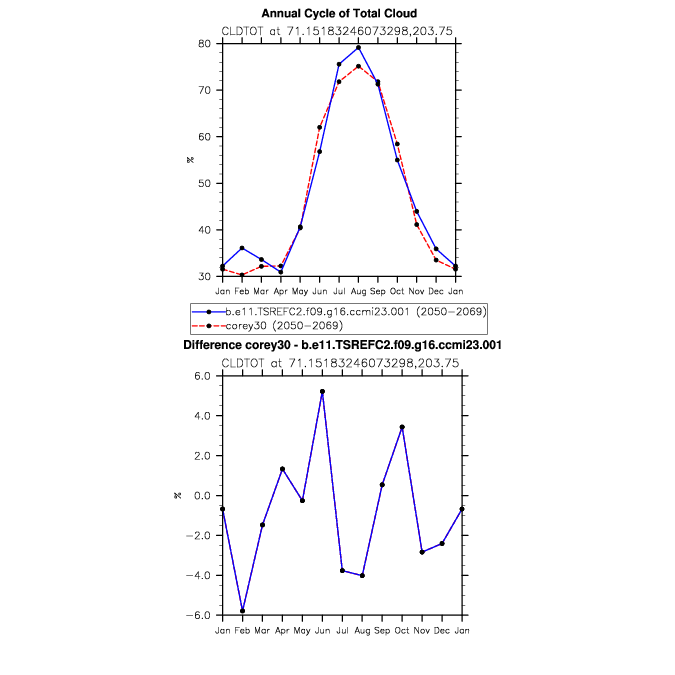 Annual Cycle of Total Cloud
CLDTOT at 71.15183246073298,203.75
80
70
60
50
40
30
%
Jan Feb Mar Apr May Jun Jul Aug Sep Oct Nov Dec Jan
b.e11.TSREFC2.f09.g16.ccmi23.001 (2050-2069)
corey30 (2050-2069)
Difference corey30 - b.e11.TSREFC2.f09.g16.ccmi23.001
CLDTOT at 71.15183246073298,203.75
6.0
4.0
2.0
0.0
-2.0
-4.0
-6.0
%
Jan Feb Mar Apr May Jun Jul Aug Sep Oct Nov Dec Jan